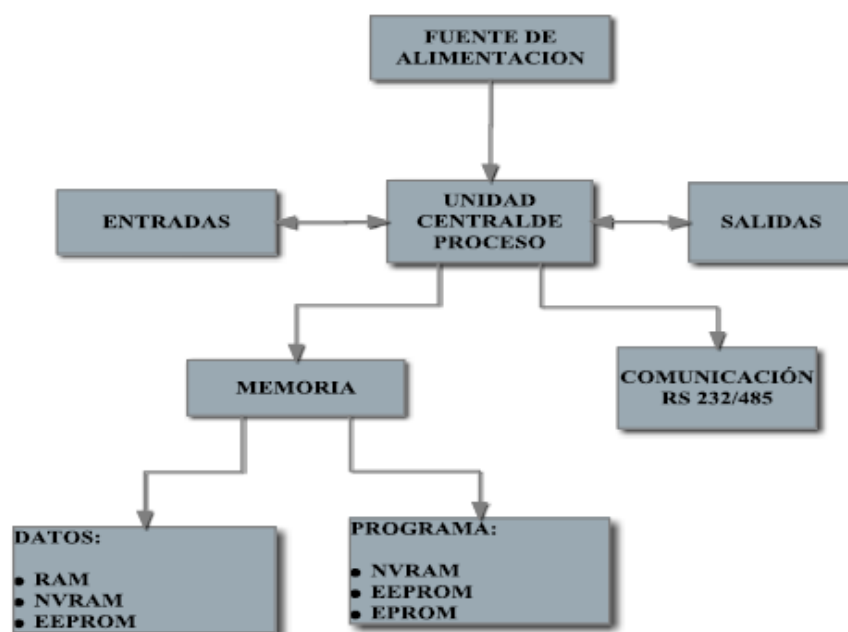 FUENTE DE
ALIMENTACION
ENTRADAS
UNIDAD
CENTRALDE
PROCESO
SALIDAS
MEMORIA
COMUNICACIÓN
RS 232/485
DATOS:
• RAM
• NVRAM
• EEPROM
PROGRAMA:
• NVRAM
• EEPROM
• EPROM